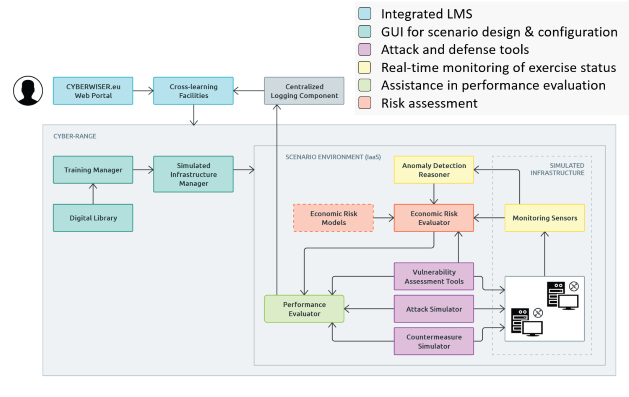 Integrated LMS
GUI for scenario design & configuration
Attack and defense tools
Real-time monitoring of exercise status
Assistance in performance evaluation
Risk assessment
CYBERWISER.eu
Web Portal
Cross-learning
Facilities
Centralized
Logging Component
CYBER-RANGE
Training Manager
Simulated
Infrastructure
Manager
Digital Library
SCENARIO ENVIRONMENT (IaaS)
SIMULATED
INFRASTRUCTURE
Anomaly Detection
Reasoner
Economic Risk
Models
Economic Risk
Evaluator
Monitoring Sensors
Vulnerability
Assessment Tools
Performance
Evaluator
Attack Simulator
Countermeasure
Simulator